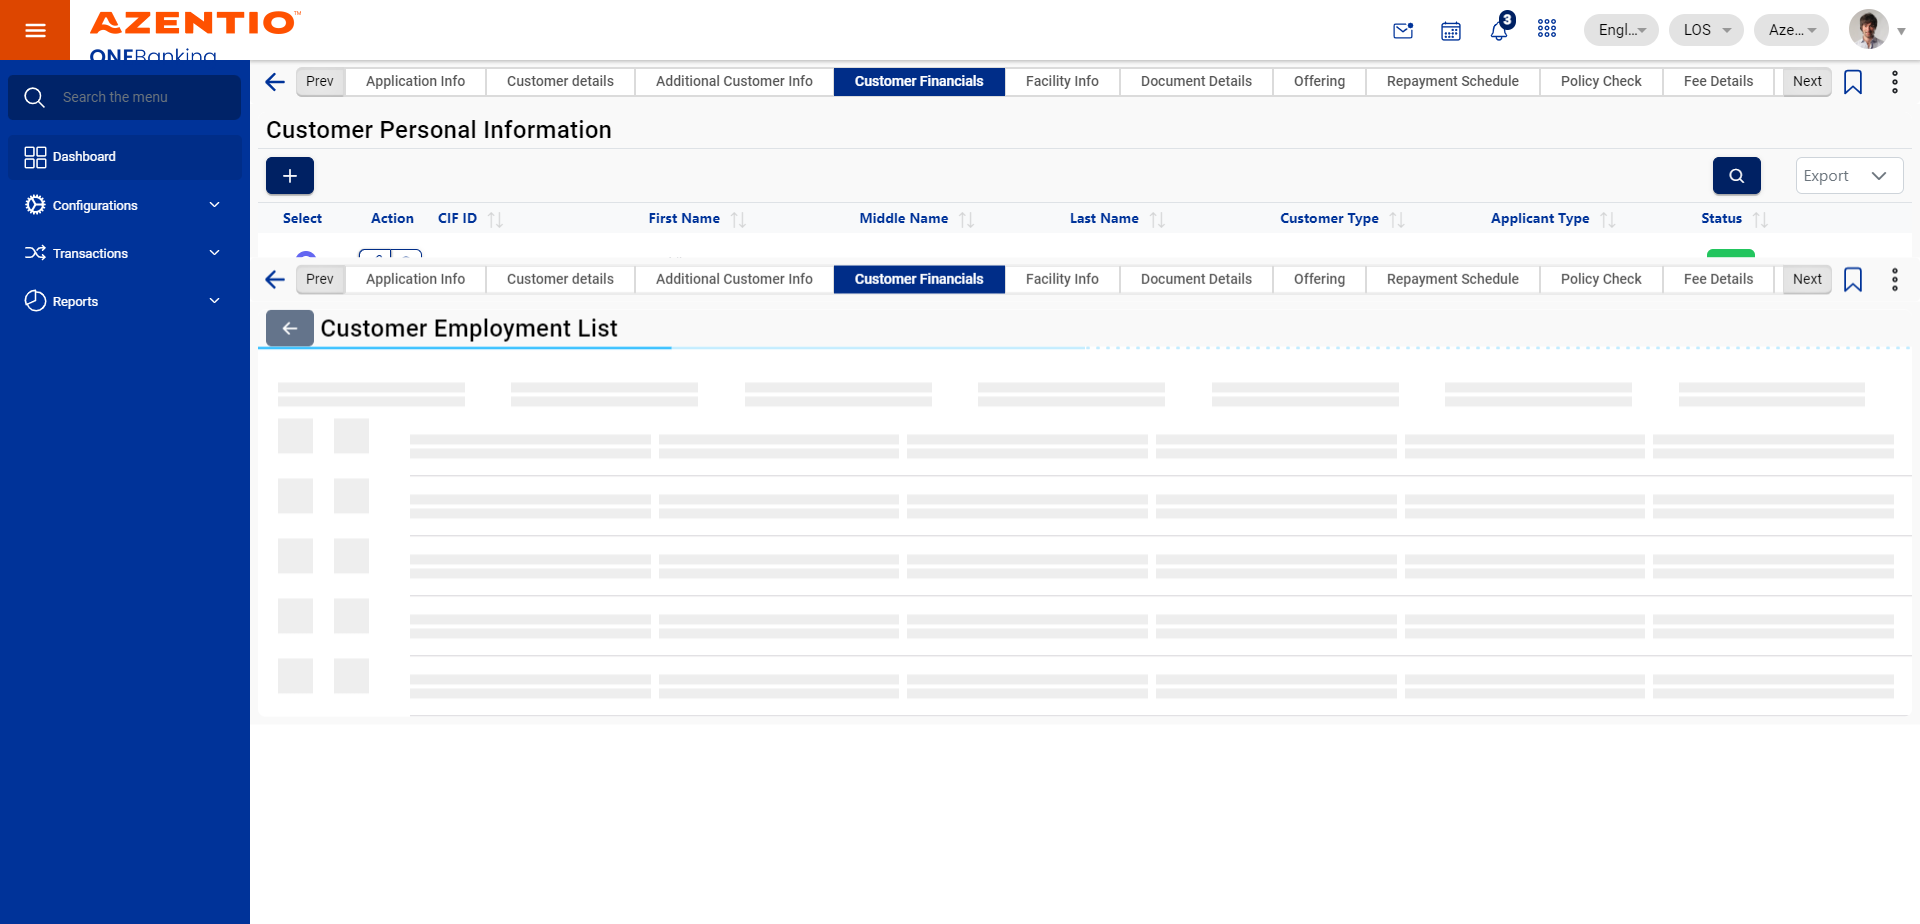 AZENTIO™
ONEBanking
3
Engl...
LOS
Aze...
Search the menu
Dashboard
Configurations
Transactions
Reports
Prev
Application Info
Customer details
Additional Customer Info
Customer Financials
Facility Info
Document Details
Offering
Repayment Schedule
Policy Check
Fee Details
Next
Customer Personal Information
+
Export
Select
Action
CIF ID
First Name
Middle Name
Last Name
Customer Type
Applicant Type
Status
Prev
Application Info
Customer details
Additional Customer Info
Customer Financials
Facility Info
Document Details
Offering
Repayment Schedule
Policy Check
Fee Details
Next
Customer Employment List